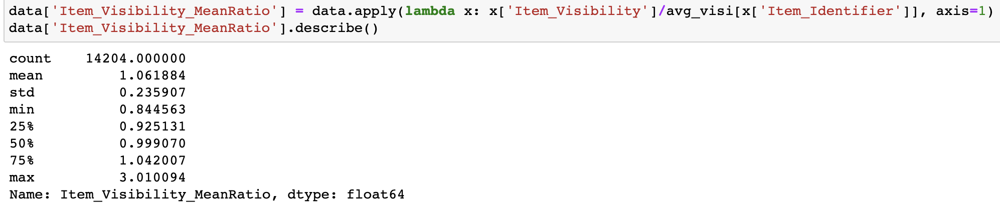 data['Item_Visibility_MeanRatio'] = data.apply(lambda x: x['Item_Visibility']/avg_visi[x['Item_Identifier']], axis=1)
data['Item_Visibility_MeanRatio'].describe()
count    14204.000000
mean         1.061884
std          0.235907
min          0.844563
25%          0.925131
50%          0.999070
75%          1.042007
max          3.010094
Name: Item_Visibility_MeanRatio, dtype: float64